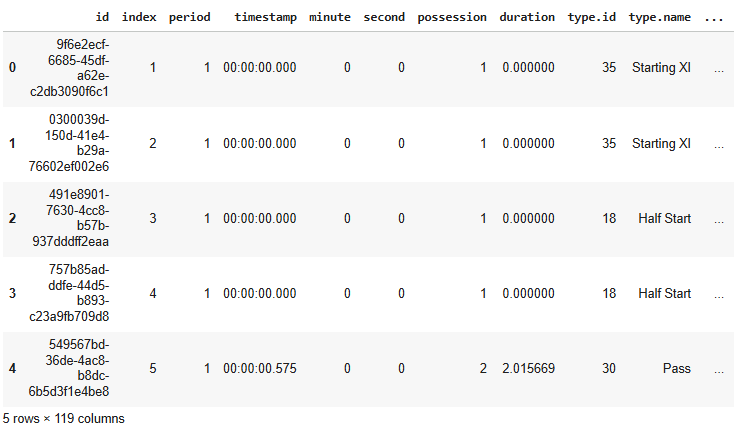 id index period timestamp minute second possession duration type.id type.name ...
9f6e2ecf-
6685-45df-
0 a62e- 1 1 00:00:00.000 0 0 1 0.000000 35 Starting XI ...
c2db3090f6c1
0300039d-
150d-41e4-
1 b29a- 2 1 00:00:00.000 0 0 1 0.000000 35 Starting XI ...
76602ef002e6
491e8901-
7630-4cc8-
2 b57b- 3 1 00:00:00.000 0 0 1 0.000000 18 Half Start ...
937dddff2eaa
757b85ad-
ddfe-44d5-
3 b893- 4 1 00:00:00.000 0 0 1 0.000000 18 Half Start ...
c23a9fb709d8
549567bd-
36de-4ac8-
4 b8dc- 5 1 00:00:00.575 0 0 2 2.015669 30 Pass ...
6b5d3f1e4be8
5 rows × 119 columns